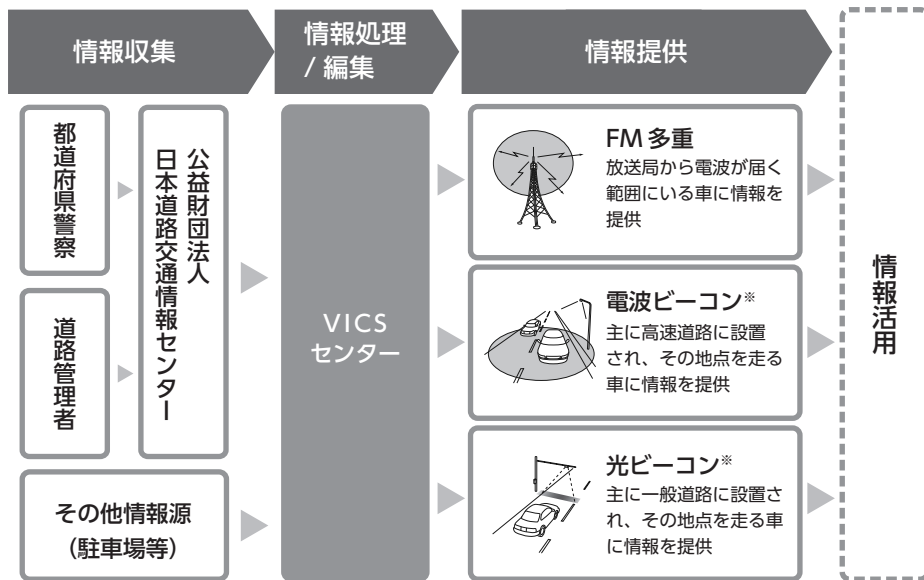 情報収集
情報処理
/ 編集
情報提供
都道府県警察
道路管理者
公益財団法人
日本道路交通情報センター
その他情報源
(駐車場等)
VICS
センター
FM 多重
放送局から電波が届く
範囲にいる車に情報を
提供
電波ビーコン※
主に高速道路に設置
され、その地点を走る
車に情報を提供
光ビーコン※
主に一般道路に設置さ
れ、その地点を走る車
に情報を提供
情報活用